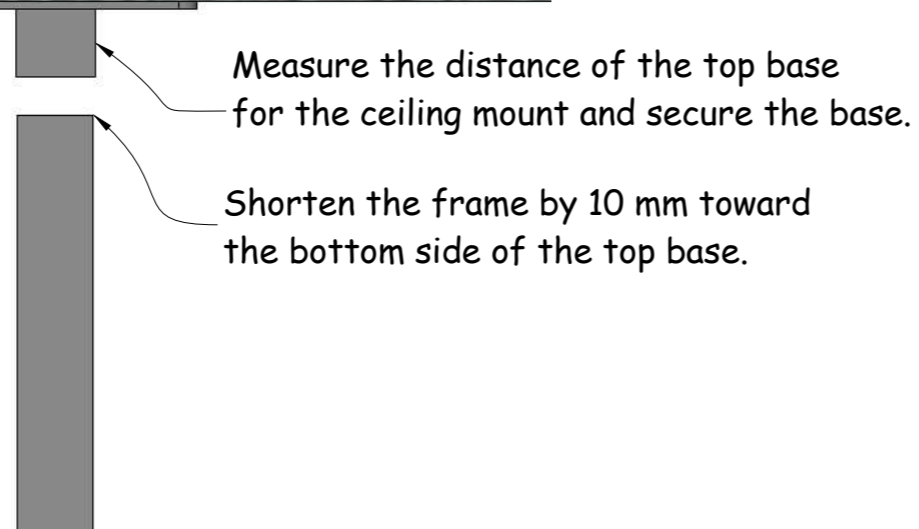 Measure the distance of the top base
for the ceiling mount and secure the base.
Shorten the frame by 10 mm toward
the bottom side of the top base.